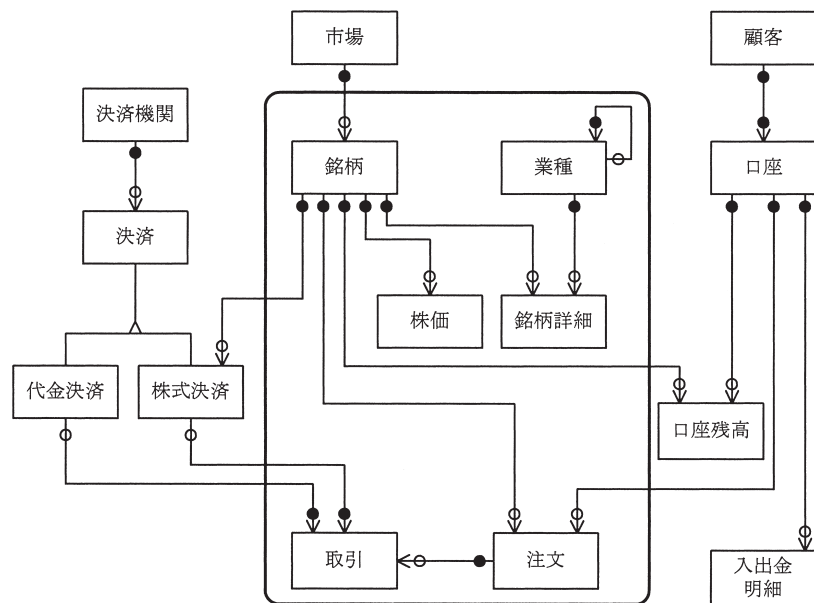 市場
顧客
決済機関
銘柄
業種
口座
決済
株価
銘柄詳細
代金決済
株式決済
口座残高
取引
注文
入出金
明細